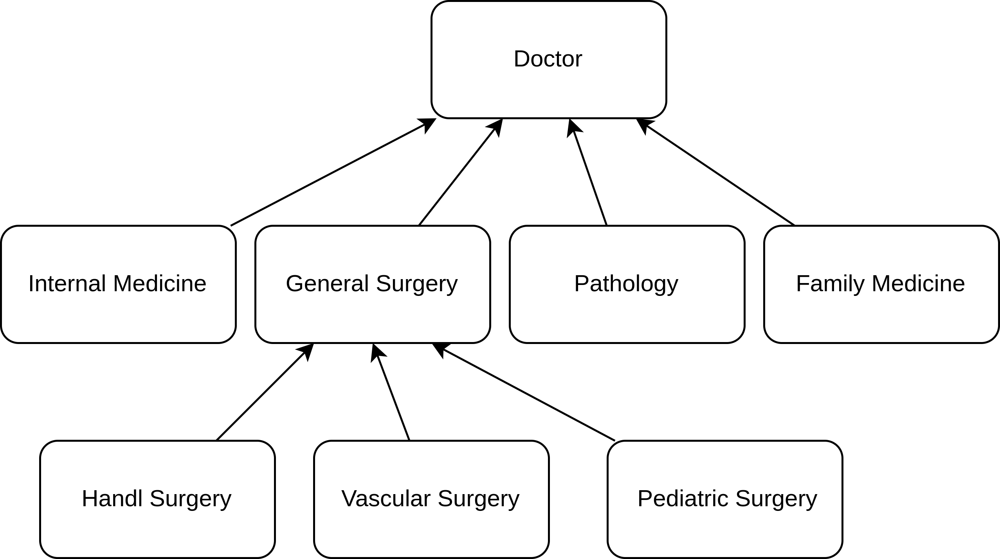 Doctor
Internal Medicine
General Surgery
Pathology
Family Medicine
Handl Surgery
Vascular Surgery
Pediatric Surgery